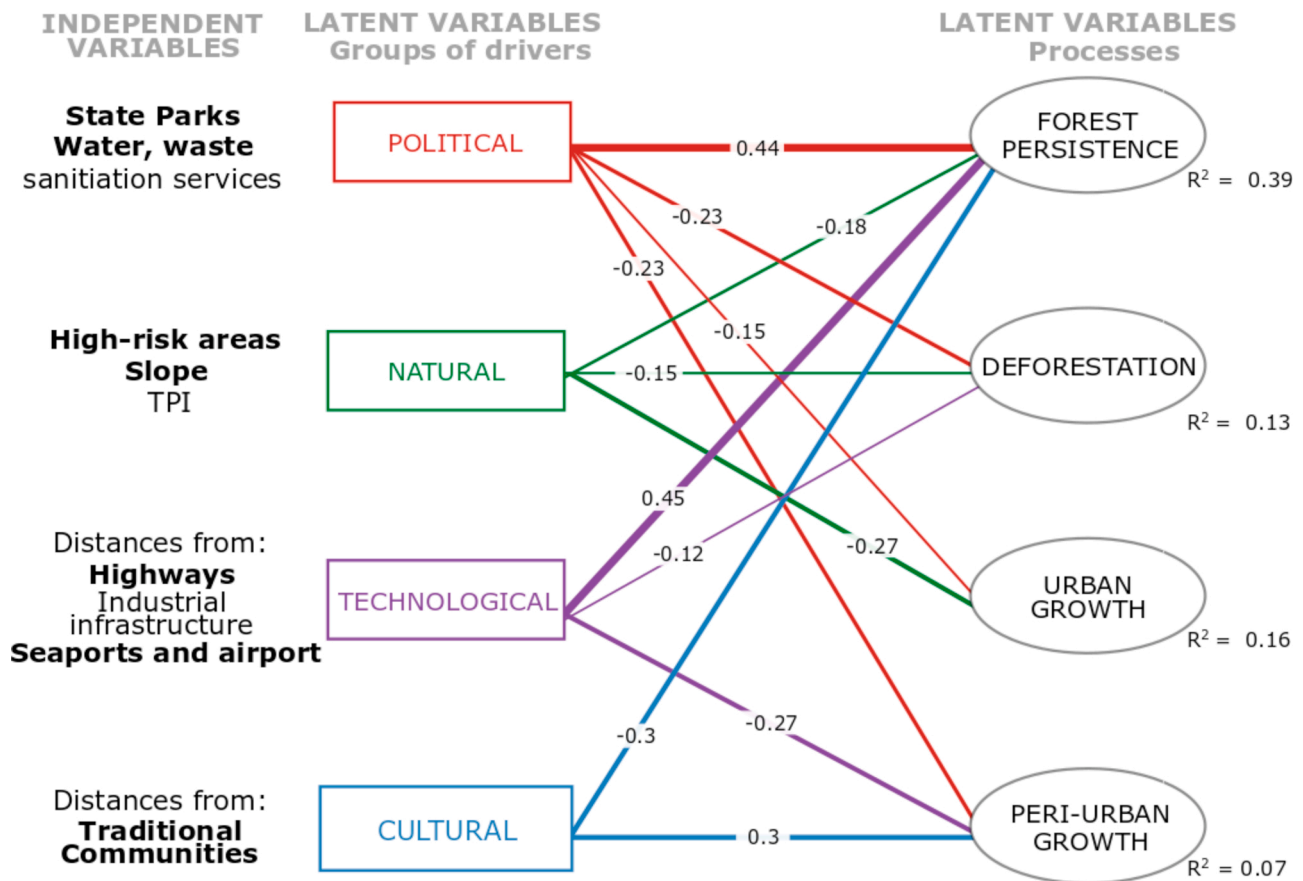 INDEPENDENT
VARIABLES
LATENT VARIABLES
Groups of drivers
LATENT VARIABLES
Processes
State Parks
Water, waste
sanitiation services
POLITICAL
0.44
FOREST
PERSISTENCE
R² = 0.39
-0.23
-0.18
-0.23
-0.15
High-risk areas
Slope
TPI
NATURAL
-0.15
DEFORESTATION
R² = 0.13
0.45
-0.12
-0.27
Distances from:
Highways
Industrial
infrastructure
Seaports and airport
TECHNOLOGICAL
URBAN
GROWTH
R² = 0.16
-0.27
-0.3
Distances from:
Traditional
Communities
CULTURAL
0.3
PERI-URBAN
GROWTH
R² = 0.07